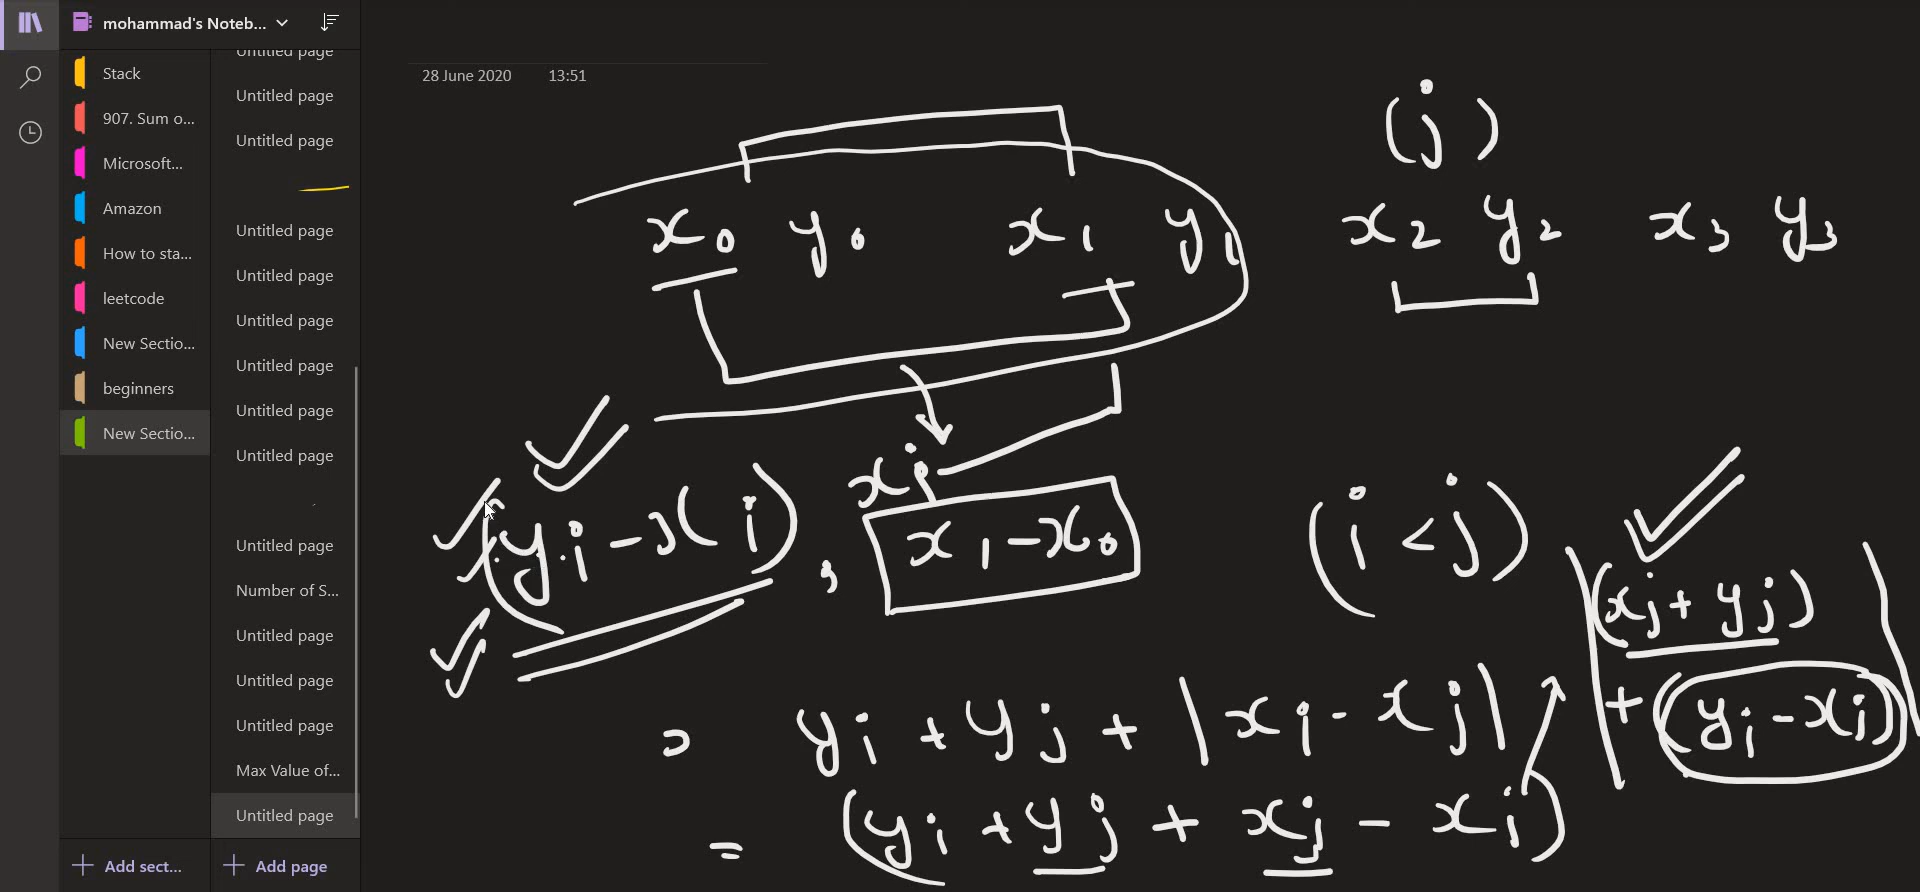 mohammad's Noteb...
Stack
907. Sum o...
Microsoft...
Amazon
How to sta...
leetcode
New Sectio...
beginners
New Sectio...
Add sect...
Untitled page
Untitled page
Untitled page
Untitled page
Untitled page
Untitled page
Untitled page
Untitled page
Untitled page
Untitled page
Number of S...
Untitled page
Untitled page
Untitled page
Max Value of...
Untitled page
Add page
28 June 2020 13:51
(j)
x0 y0 x1 y1 x2 y2 x3 y3
xj
(yi - xi), x1 - x0 (i < j)
|(xj + yj)
+ (yi - xi)|
= yi + yj + |xi - xj|
= (yi + yj + xj - xi)